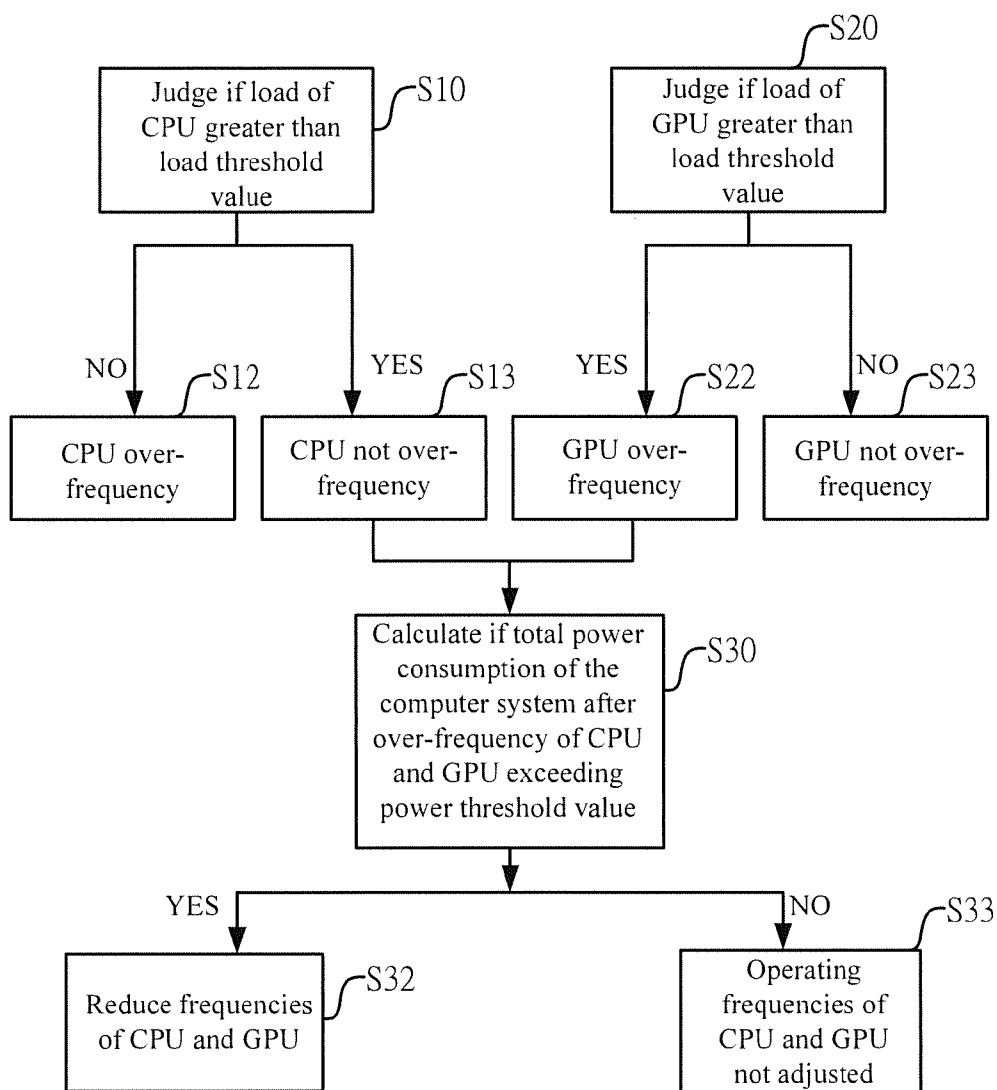 S20
S10
Judge if load of
CPU greater than
load threshold
value
Judge if load of
GPU greater than
load threshold
value
NO
S12
YES
S13
YES
S22
NO
S23
CPU over-
frequency
CPU not over-
frequency
GPU over-
frequency
GPU not over-
frequency
Calculate if total power
consumption of the
computer system after
over-frequency of CPU
and GPU exceeding
power threshold value
S30
YES
NO
S33
Reduce frequencies
of CPU and GPU
S32
Operating
frequencies of
CPU and GPU
not adjusted